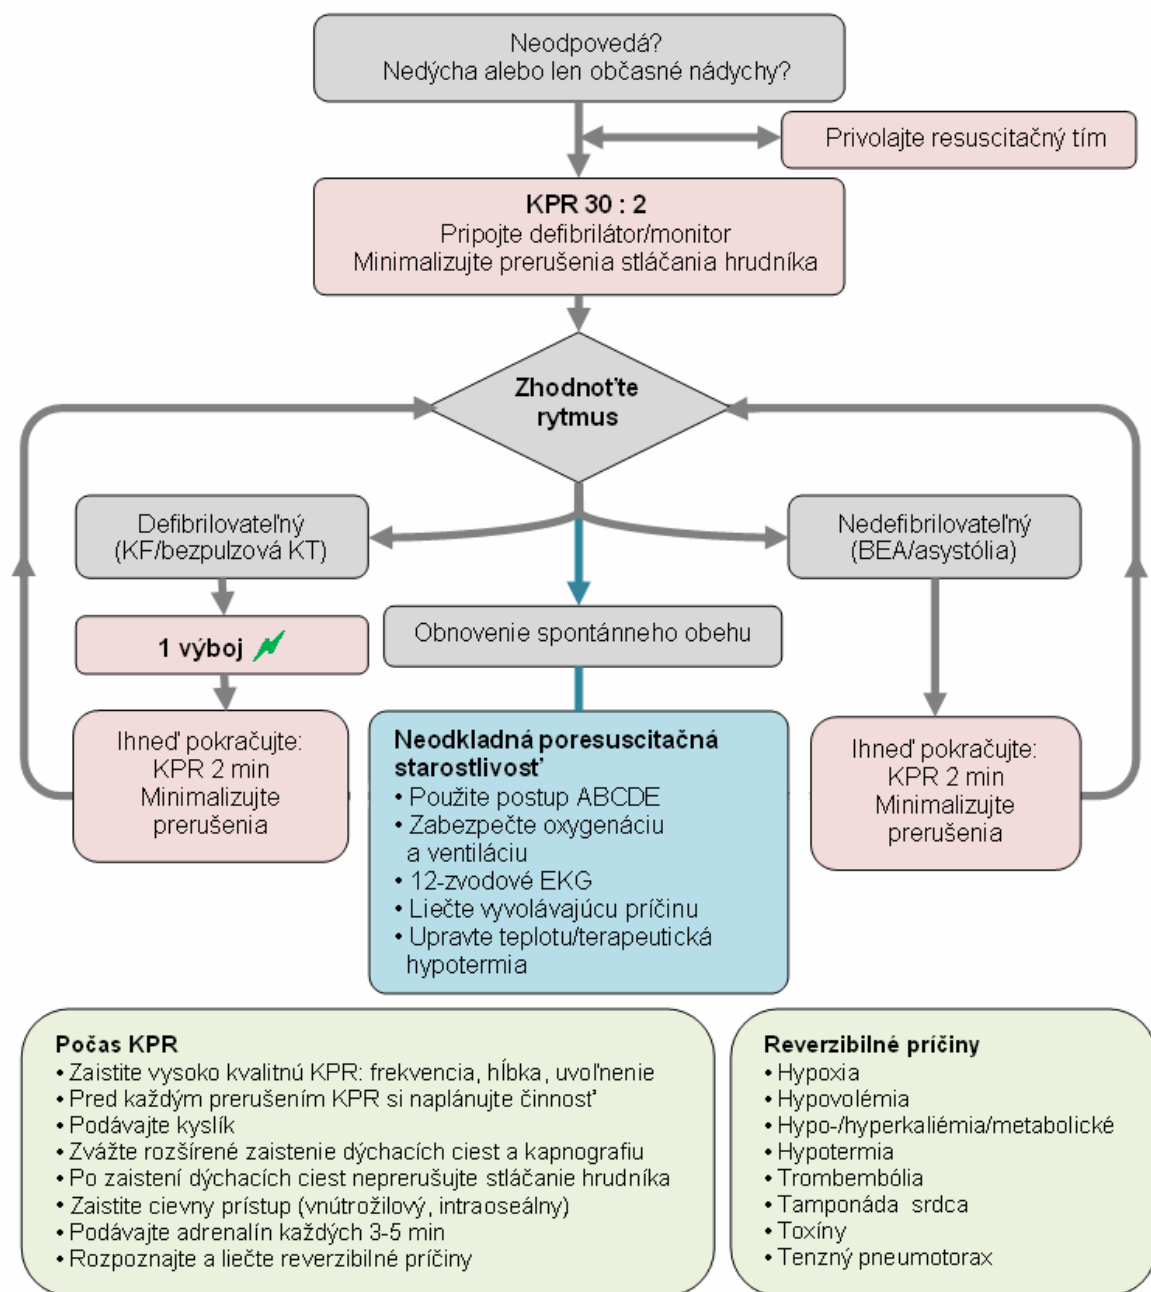 Neodpovedá?
Nedýcha alebo len občasné nádychy?
Privolajte resuscitačný tím
KPR 30 : 2
Pripojte defibrilátor/monitor
Minimalizujte prerušenia stláčania hrudníka
Zhodnoťte
rytmus
Defibrilovateľný
(KF/bezpulzová KT)
Nedefibrilovateľný
(BEA/asystólia)
1 výboj
Obnovenie spontánneho obehu
Ihneď pokračujte:
KPR 2 min
Minimalizujte
prerušenia
Neodkladná poresuscitačná
starostlivosť
• Použite postup ABCDE
• Zabezpečte oxygenáciu
a ventiláciu
• 12-zvodové EKG
• Liečte vyvolávajúcu príčinu
• Upravte teplotu/terapeutická
hypotermia
Ihneď pokračujte:
KPR 2 min
Minimalizujte
prerušenia
Počas KPR
• Zaistite vysoko kvalitnú KPR: frekvencia, hĺbka, uvoľnenie
• Pred každým prerušením KPR si naplánujte činnosť
• Podávajte kyslík
• Zvážte rozšírené zaistenie dýchacích ciest a kapnografiu
• Po zaistení dýchacích ciest neprerušujte stláčanie hrudníka
• Zaistite cievny prístup (vnútrožilový, intraoseálny)
• Podávajte adrenalín každých 3-5 min
• Rozpoznajte a liečte reverzibilné príčiny
Reverzibilné príčiny
• Hypoxia
• Hypovolémia
• Hypo-/hyperkaliémia/metabolické
• Hypotermia
• Trombembólia
• Tamponáda srdca
• Toxíny
• Tenzný pneumotorax